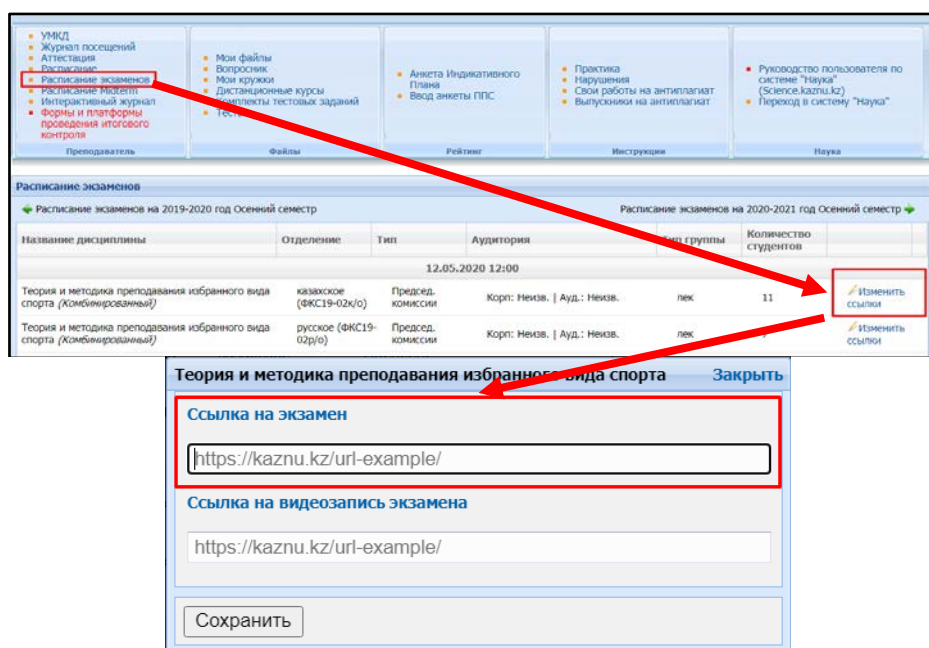 УМКД
Журнал посещений
Аттестация
Расписание
Расписание экзаменов
Расписание Midterm
Интерактивный журнал
Формы и платформы
проведения итогового
контроля
Преподаватель
Мои файлы
Вопросник
Мои кружки
Дистанционные курсы
Комплекты тестовых заданий
Файлы
Анкета Индикативного
Плана
Ввод анкеты ППС
Рейтинг
Практика
Нарушения
Свои работы на антиплагиат
Выпускники на антиплагиат
Инструкции
Руководство пользователя по
системе "Наука"
(Science.kaznu.kz)
Переход в систему "Наука"
Наука
Расписание экзаменов
Расписание экзаменов на 2019-2020 год Осенний семестр Расписание экзаменов на 2020-2021 год Осенний семестр
Название дисциплины Отделение Тип Аудитория Тип группы Количество студентов
12.05.2020 12:00
Теория и методика преподавания избранного вида казахское Председ. Корп: Неизв. | Ауд.: Неизв. лек 11 Изменить
спорта (Комбинированный) (ФКС19-02к/о) комиссии ссылки
Теория и методика преподавания избранного вида русское (ФКС19- Председ. Корп: Неизв. | Ауд.: Неизв. лек Изменить
спорта (Комбинированный) 02р/о) комиссии ссылки
Теория и методика преподавания избранного вида спорта Закрыть
Ссылка на экзамен
https://kaznu.kz/url-example/
Ссылка на видеозапись экзамена
https://kaznu.kz/url-example/
Сохранить